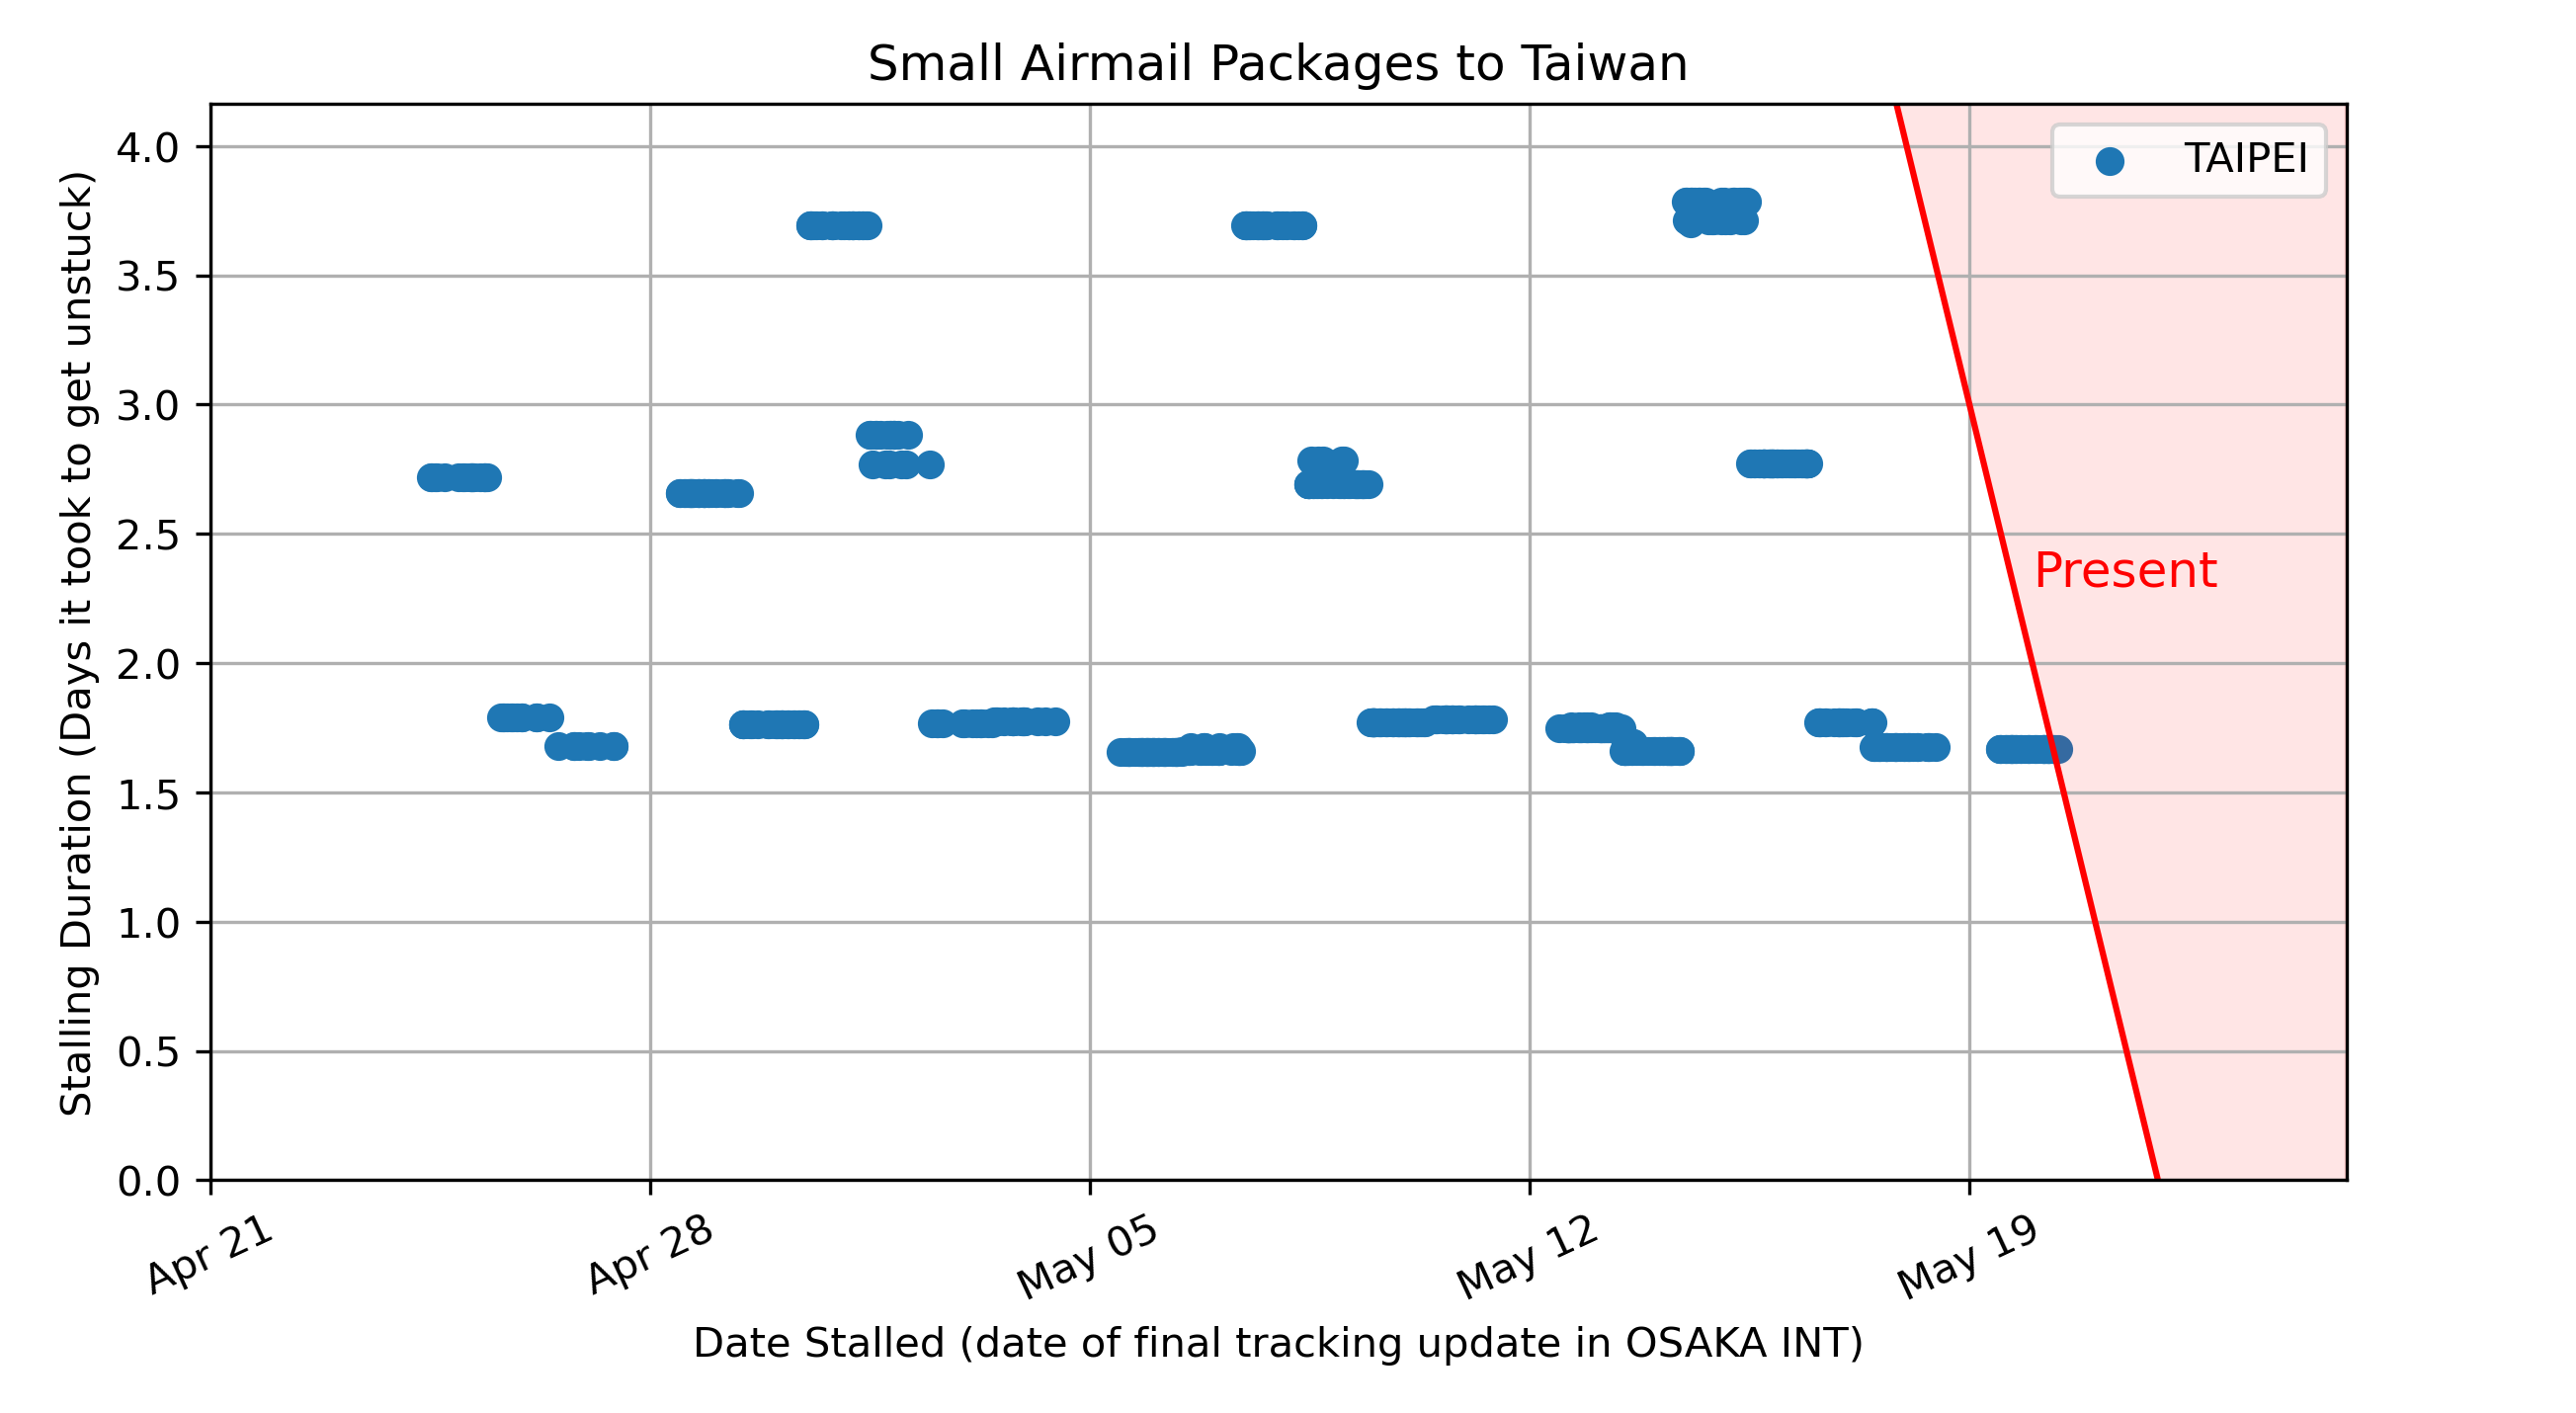 Small Airmail Packages to Taiwan
Stalling Duration (Days it took to get unstuck)
4.0
3.5
3.0
2.5
2.0
1.5
1.0
0.5
0.0
TAIPEI
Present
Apr 21
Apr 28
May 05
May 12
May 19
Date Stalled (date of final tracking update in OSAKA INT)